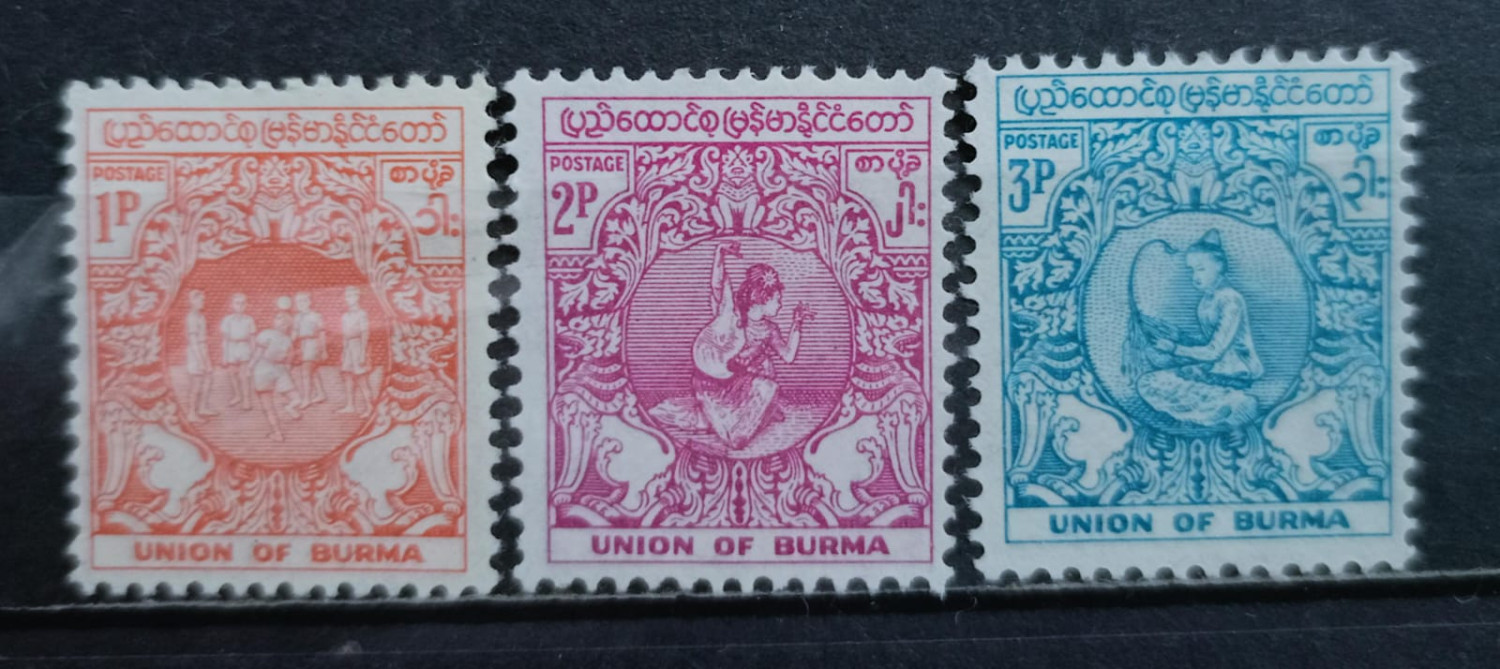 ပြည်ထောင်စု မြန်မာနိုင်ငံတော်
POSTAGE
စာပို့ခ
1P
၁ပါး
UNION OF BURMA
ပြည်ထောင်စု မြန်မာနိုင်ငံတော်
POSTAGE
စာပို့ခ
2P
၂ပါး
UNION OF BURMA
ပြည်ထောင်စု မြန်မာနိုင်ငံတော်
POSTAGE
စာပို့ခ
3P
၃ပါး
UNION OF BURMA